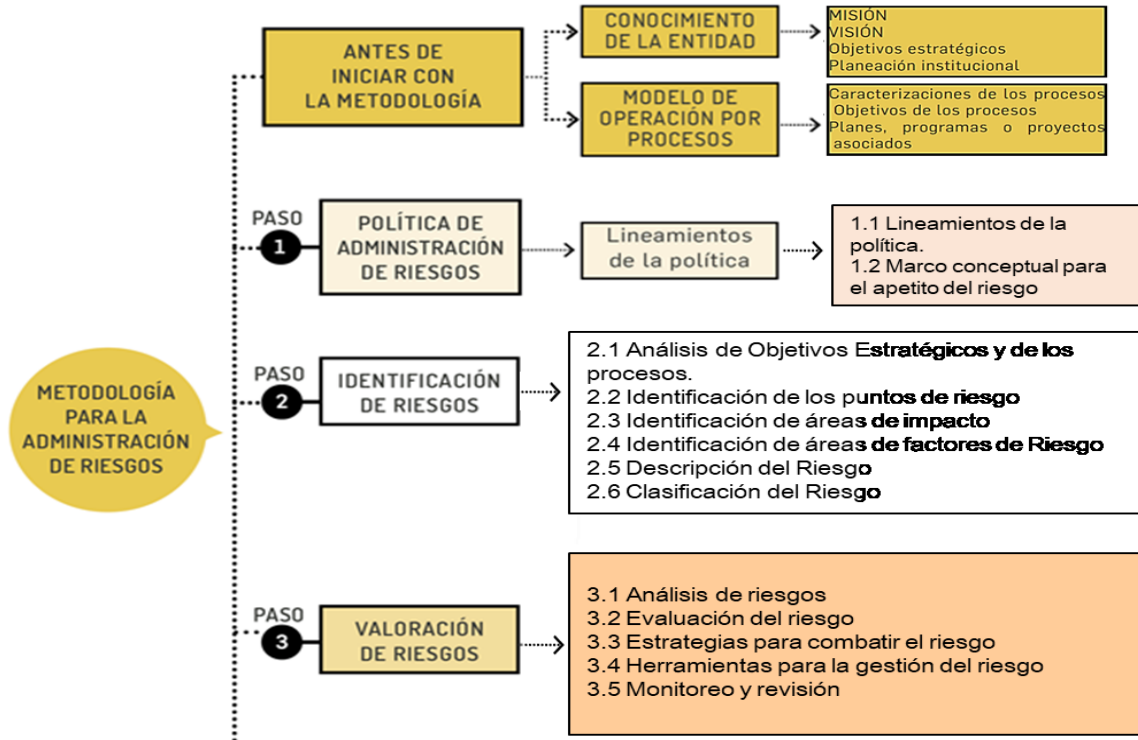 ANTES DE
INICIAR CON
LA METODOLOGÍA
CONOCIMIENTO
DE LA ENTIDAD
MISIÓN
VISIÓN
Objetivos estratégicos
Planeación institucional
MODELO DE
OPERACIÓN POR
PROCESOS
Caracterizaciones de los procesos
Objetivos de los procesos
Planes, programas o proyectos
asociados
PASO
1
POLÍTICA DE
ADMINISTRACIÓN
DE RIESGOS
Lineamientos
de la política
1.1 Lineamientos de la
política.
1.2 Marco conceptual para
el apetito del riesgo
METODOLOGÍA
PARA LA
ADMINISTRACIÓN
DE RIESGOS
PASO
2
IDENTIFICACIÓN
DE RIESGOS
2.1 Análisis de Objetivos Estratégicos y de los
procesos.
2.2 Identificación de los puntos de riesgo
2.3 Identificación de áreas de impacto
2.4 Identificación de áreas de factores de Riesgo
2.5 Descripción del Riesgo
2.6 Clasificación del Riesgo
PASO
3
VALORACIÓN
DE RIESGOS
3.1 Análisis de riesgos
3.2 Evaluación del riesgo
3.3 Estrategias para combatir el riesgo
3.4 Herramientas para la gestión del riesgo
3.5 Monitoreo y revisión